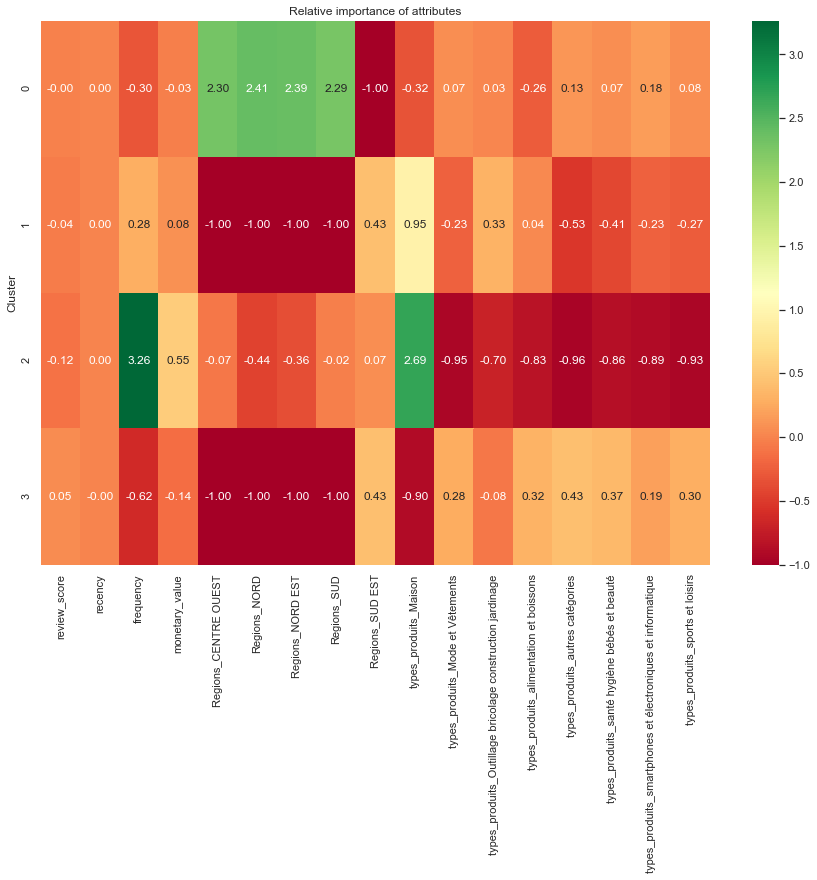 Relative importance of attributes
Cluster
0
-0.00 0.00 -0.30 -0.03 2.30 2.41 2.39 2.29 -1.00 -0.32 0.07 0.03 -0.26 0.13 0.07 0.18 0.08
1
-0.04 0.00 0.28 0.08 -1.00 -1.00 -1.00 -1.00 0.43 0.95 -0.23 0.33 0.04 -0.53 -0.41 -0.23 -0.27
2
-0.12 0.00 3.26 0.55 -0.07 -0.44 -0.36 -0.02 0.07 2.69 -0.95 -0.70 -0.83 -0.96 -0.86 -0.89 -0.93
3
0.05 -0.00 -0.62 -0.14 -1.00 -1.00 -1.00 -1.00 0.43 -0.90 0.28 -0.08 0.32 0.43 0.37 0.19 0.30
review_score
recency
frequency
monetary_value
Regions_CENTRE OUEST
Regions_NORD
Regions_NORD EST
Regions_SUD
Regions_SUD EST
types_produits_Maison
types_produits_Mode et Vêtements
types_produits_Outillage bricolage construction jardinage
types_produits_alimentation et boissons
types_produits_autres catégories
types_produits_santé hygiène bébés et beauté
types_produits_smartphones et électroniques et informatique
types_produits_sports et loisirs
3.0
2.5
2.0
1.5
1.0
0.5
0.0
−0.5
−1.0